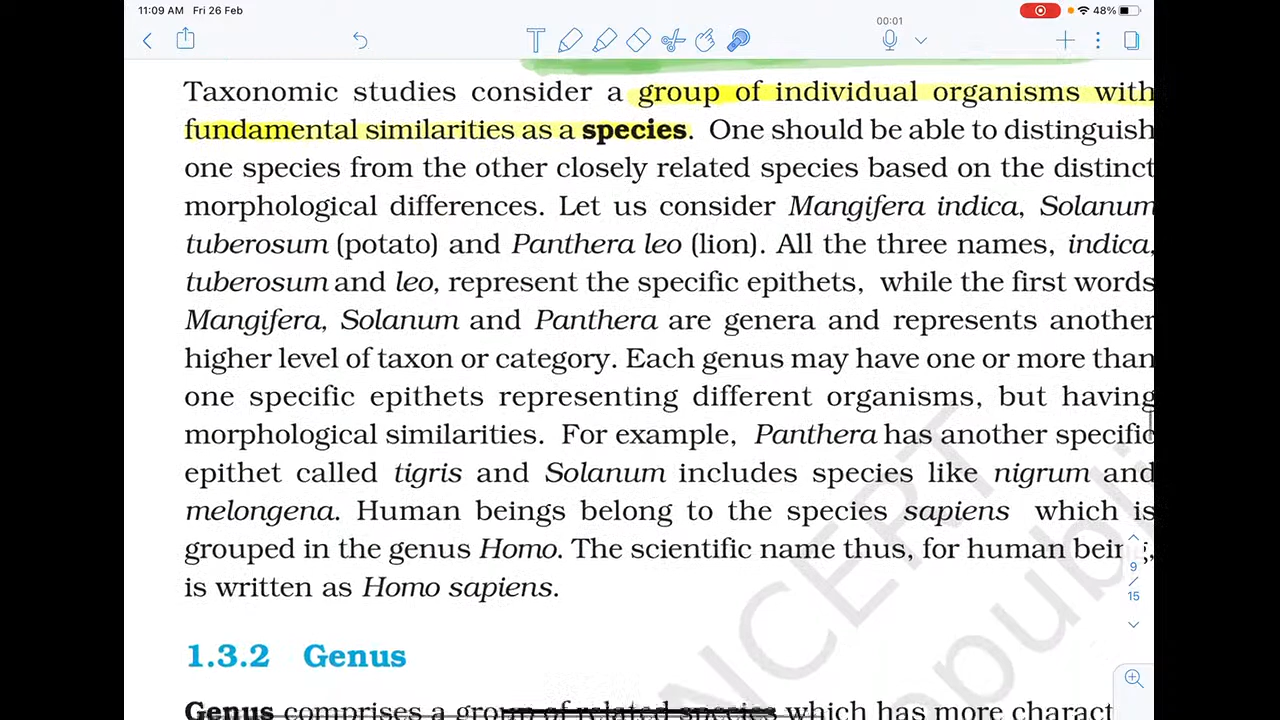 11:09 AM Fri 26 Feb
48%
00:01
Taxonomic studies consider a group of individual organisms with
fundamental similarities as a species. One should be able to distinguish
one species from the other closely related species based on the distinct
morphological differences. Let us consider Mangifera indica, Solanum
tuberosum (potato) and Panthera leo (lion). All the three names, indica,
tuberosum and leo, represent the specific epithets, while the first words
Mangifera, Solanum and Panthera are genera and represents another
higher level of taxon or category. Each genus may have one or more than
one specific epithets representing different organisms, but having
morphological similarities. For example, Panthera has another specific
epithet called tigris and Solanum includes species like nigrum and
melongena. Human beings belong to the species sapiens which is
grouped in the genus Homo. The scientific name thus, for human being,
is written as Homo sapiens.
9
/
15
1.3.2 Genus
Genus comprises a group of related species which has more charact
NCERT
republi